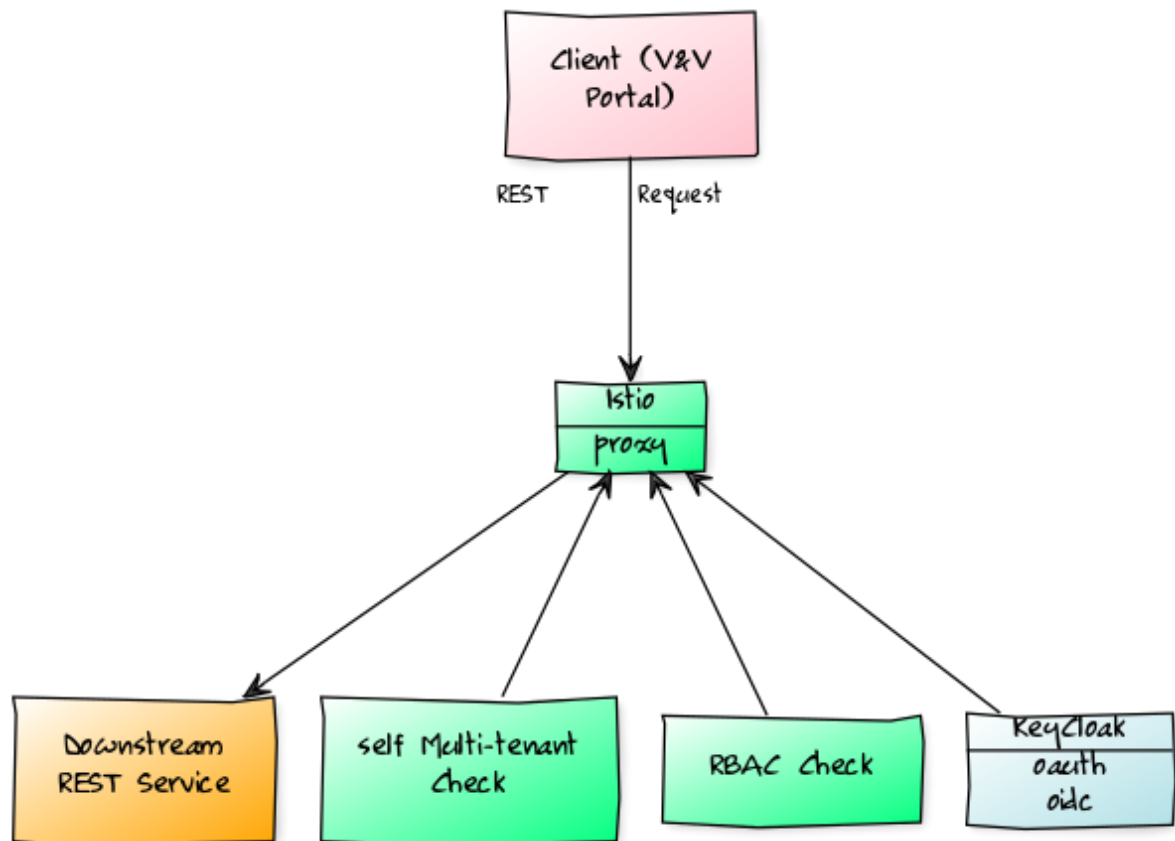 Client (V&V
Portal)
REST Request
Istio
proxy
Downstream
REST Service
self Multi-tenant
Check
RBAC Check
KeyCloak
oauth
oidc